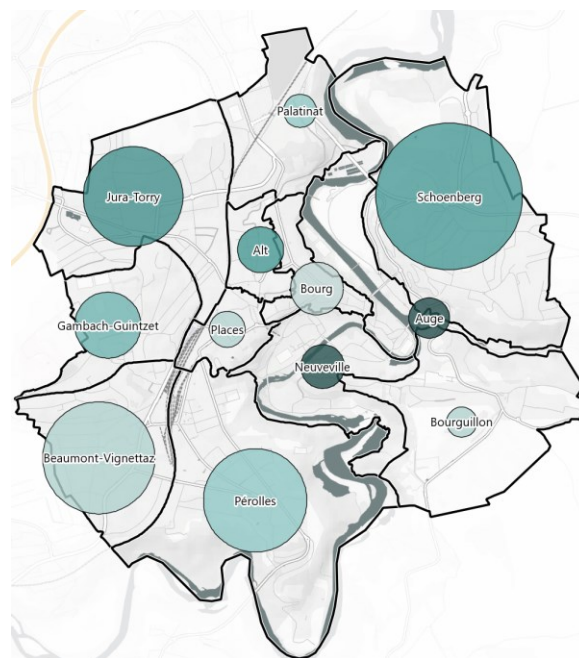 Palatinat
Jura-Torry
Schoenberg
Alt
Bourg
Auge
Gambach-Guintzet
Places
Neuveville
Bourguillon
Beaumont-Vignettaz
Pérolles